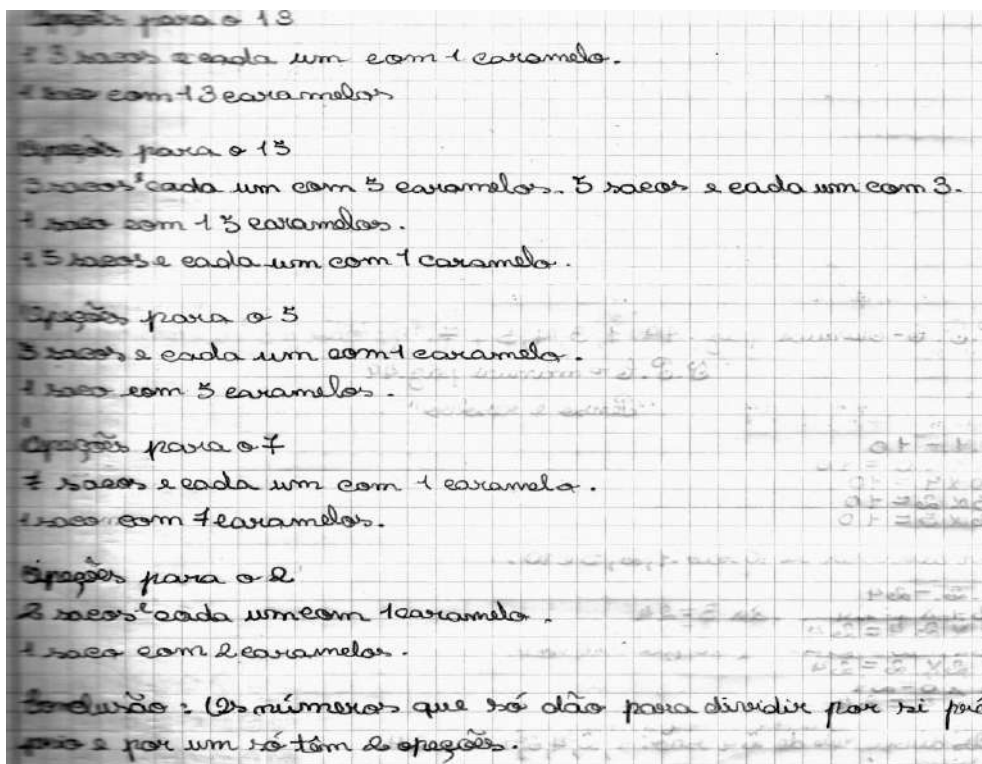 Opções para o 13
13 sacos e cada um com 1 caramelo.
1 saco com 13 caramelos
Opções para o 15
3 sacos e cada um com 5 caramelos. 5 sacos e cada um com 3.
1 saco com 15 caramelos.
15 sacos e cada um com 1 caramelo.
Opções para o 5
5 sacos e cada um com 1 caramelo.
1 saco com 5 caramelos.
Opções para o 7
7 sacos e cada um com 1 caramelo.
1 saco com 7 caramelos.
Opções para o 2
2 sacos e cada um com 1 caramelo.
1 saco com 2 caramelos.
Conclusão: Os números que só dão para dividir por si pró
prio e por um só têm 2 opções.